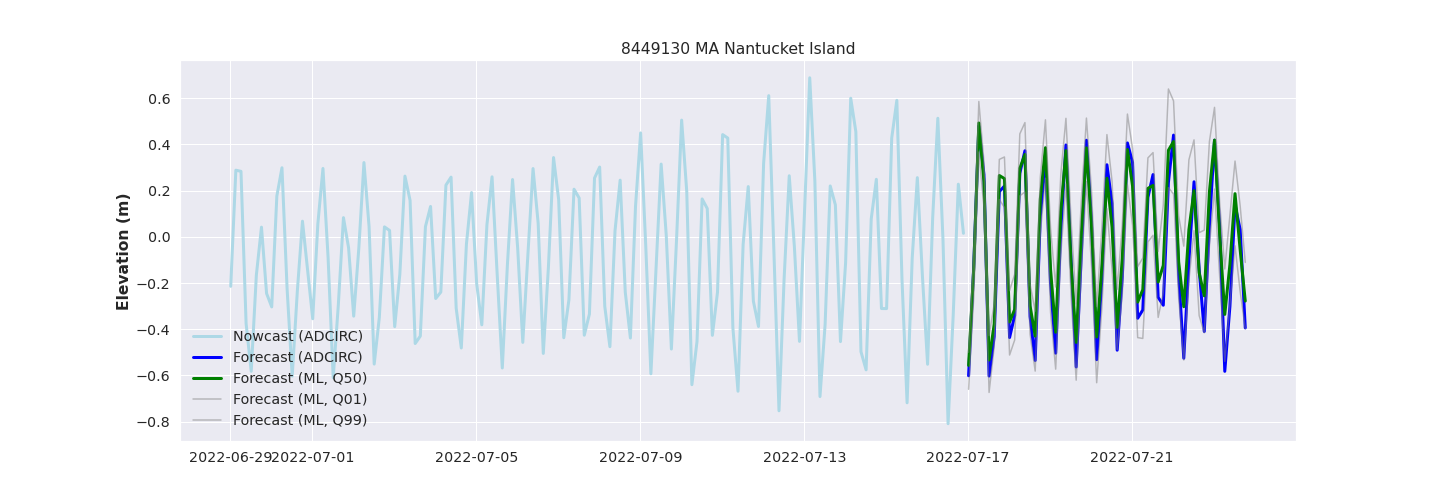 8449130 MA Nantucket Island
Elevation (m)
0.6
0.4
0.2
0.0
−0.2
−0.4
−0.6
−0.8
Nowcast (ADCIRC)
Forecast (ADCIRC)
Forecast (ML, Q50)
Forecast (ML, Q01)
Forecast (ML, Q99)
2022-06-29 2022-07-01 2022-07-05 2022-07-09 2022-07-13 2022-07-17 2022-07-21